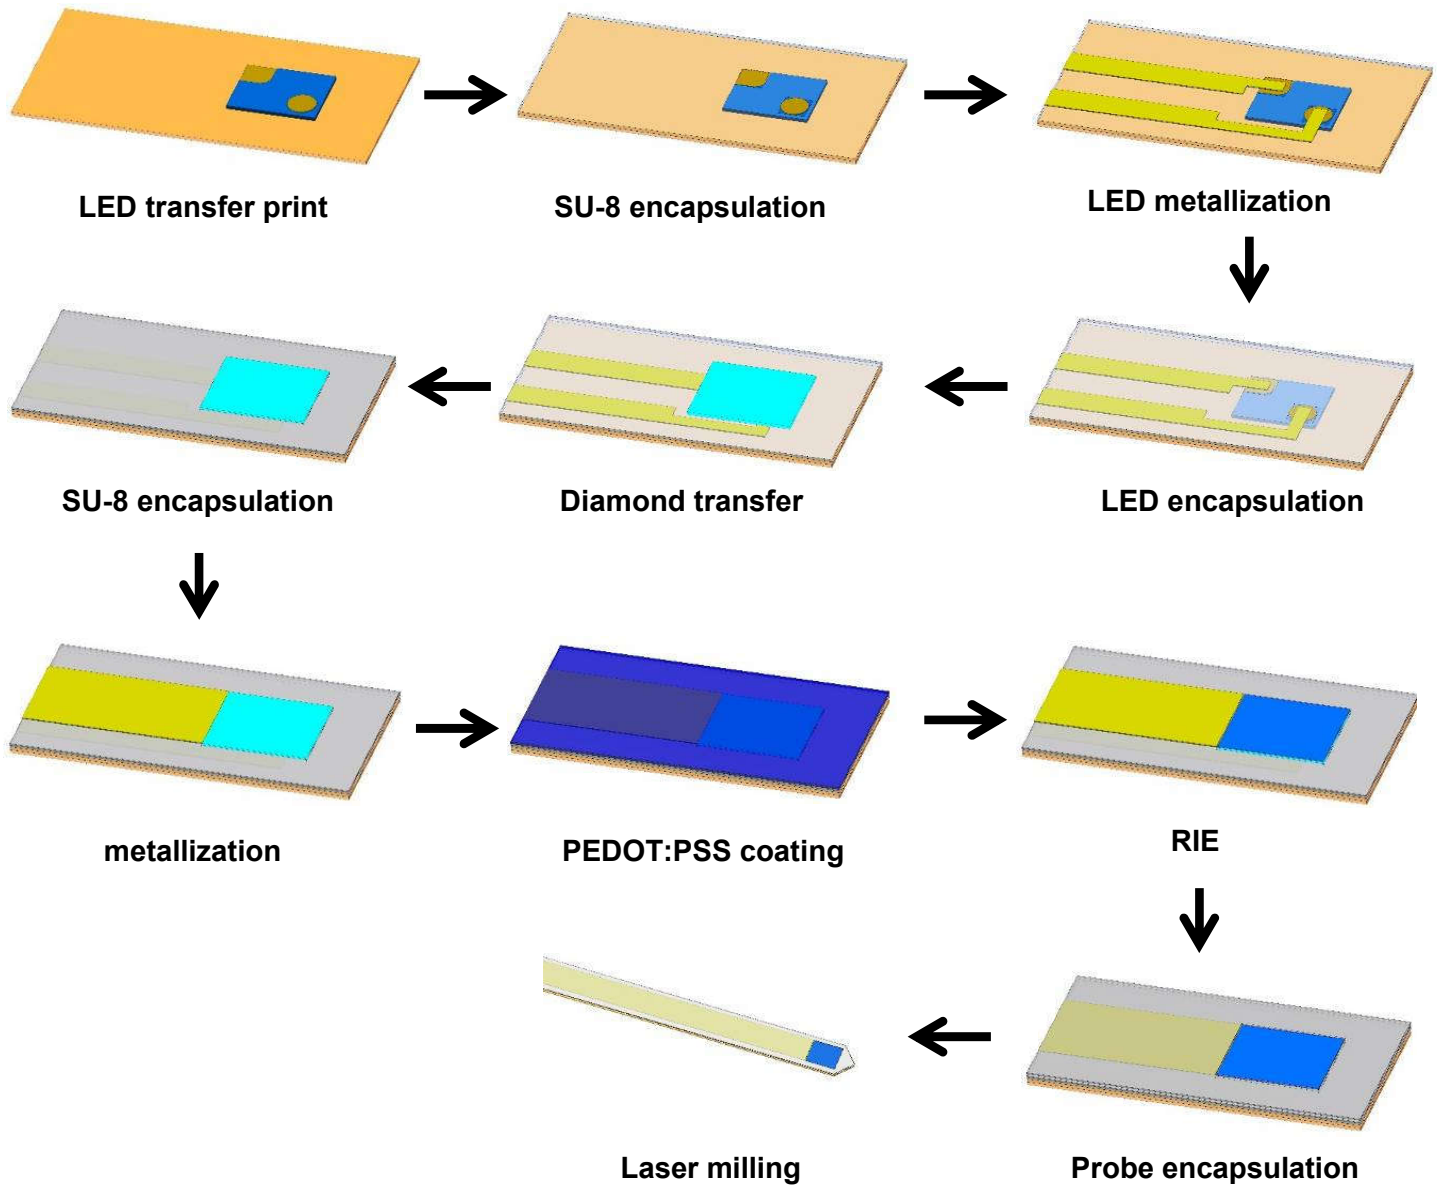 LED transfer print
SU-8 encapsulation
LED metallization
SU-8 encapsulation
Diamond transfer
LED encapsulation
metallization
PEDOT:PSS coating
RIE
Laser milling
Probe encapsulation